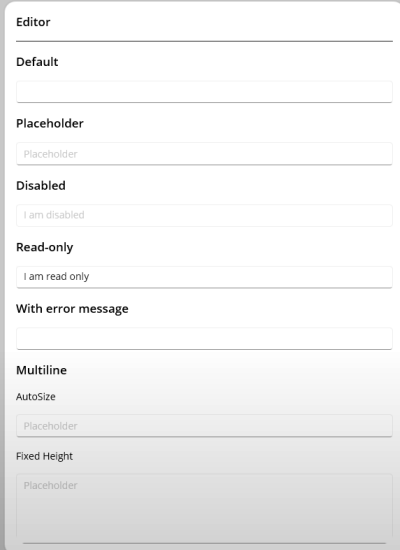 Editor
Default
Placeholder
Placeholder
Disabled
I am disabled
Read-only
I am read only
With error message
Multiline
AutoSize
Placeholder
Fixed Height
Placeholder